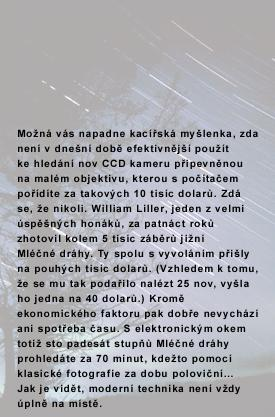 Možná vás napadne kacířská myšlenka, zda
není v dnešní době efektivnější použít
ke hledání nov CCD kameru připevněnou
na malém objektivu, kterou s počítačem
pořídíte za takových 10 tisíc dolarů. Zdá
se, že nikoli. William Liller, jeden z velmi
úspěšných honáků, za patnáct roků
zhotovil kolem 5 tisíc záběrů jižní
Mléčné dráhy. Ty spolu s vyvoláním přišly
na pouhých tisíc dolarů. (Vzhledem k tomu,
že se mu tak podařilo nalézt 25 nov, vyšla
ho jedna na 40 dolarů.) Kromě
ekonomického faktoru pak dobře nevychází
ani spotřeba času. S elektronickým okem
totiž sto padesát stupňů Mléčné dráhy
prohledáte za 70 minut, kdežto pomocí
klasické fotografie za dobu poloviční...
Jak je vidět, moderní technika není vždy
úplně na místě.